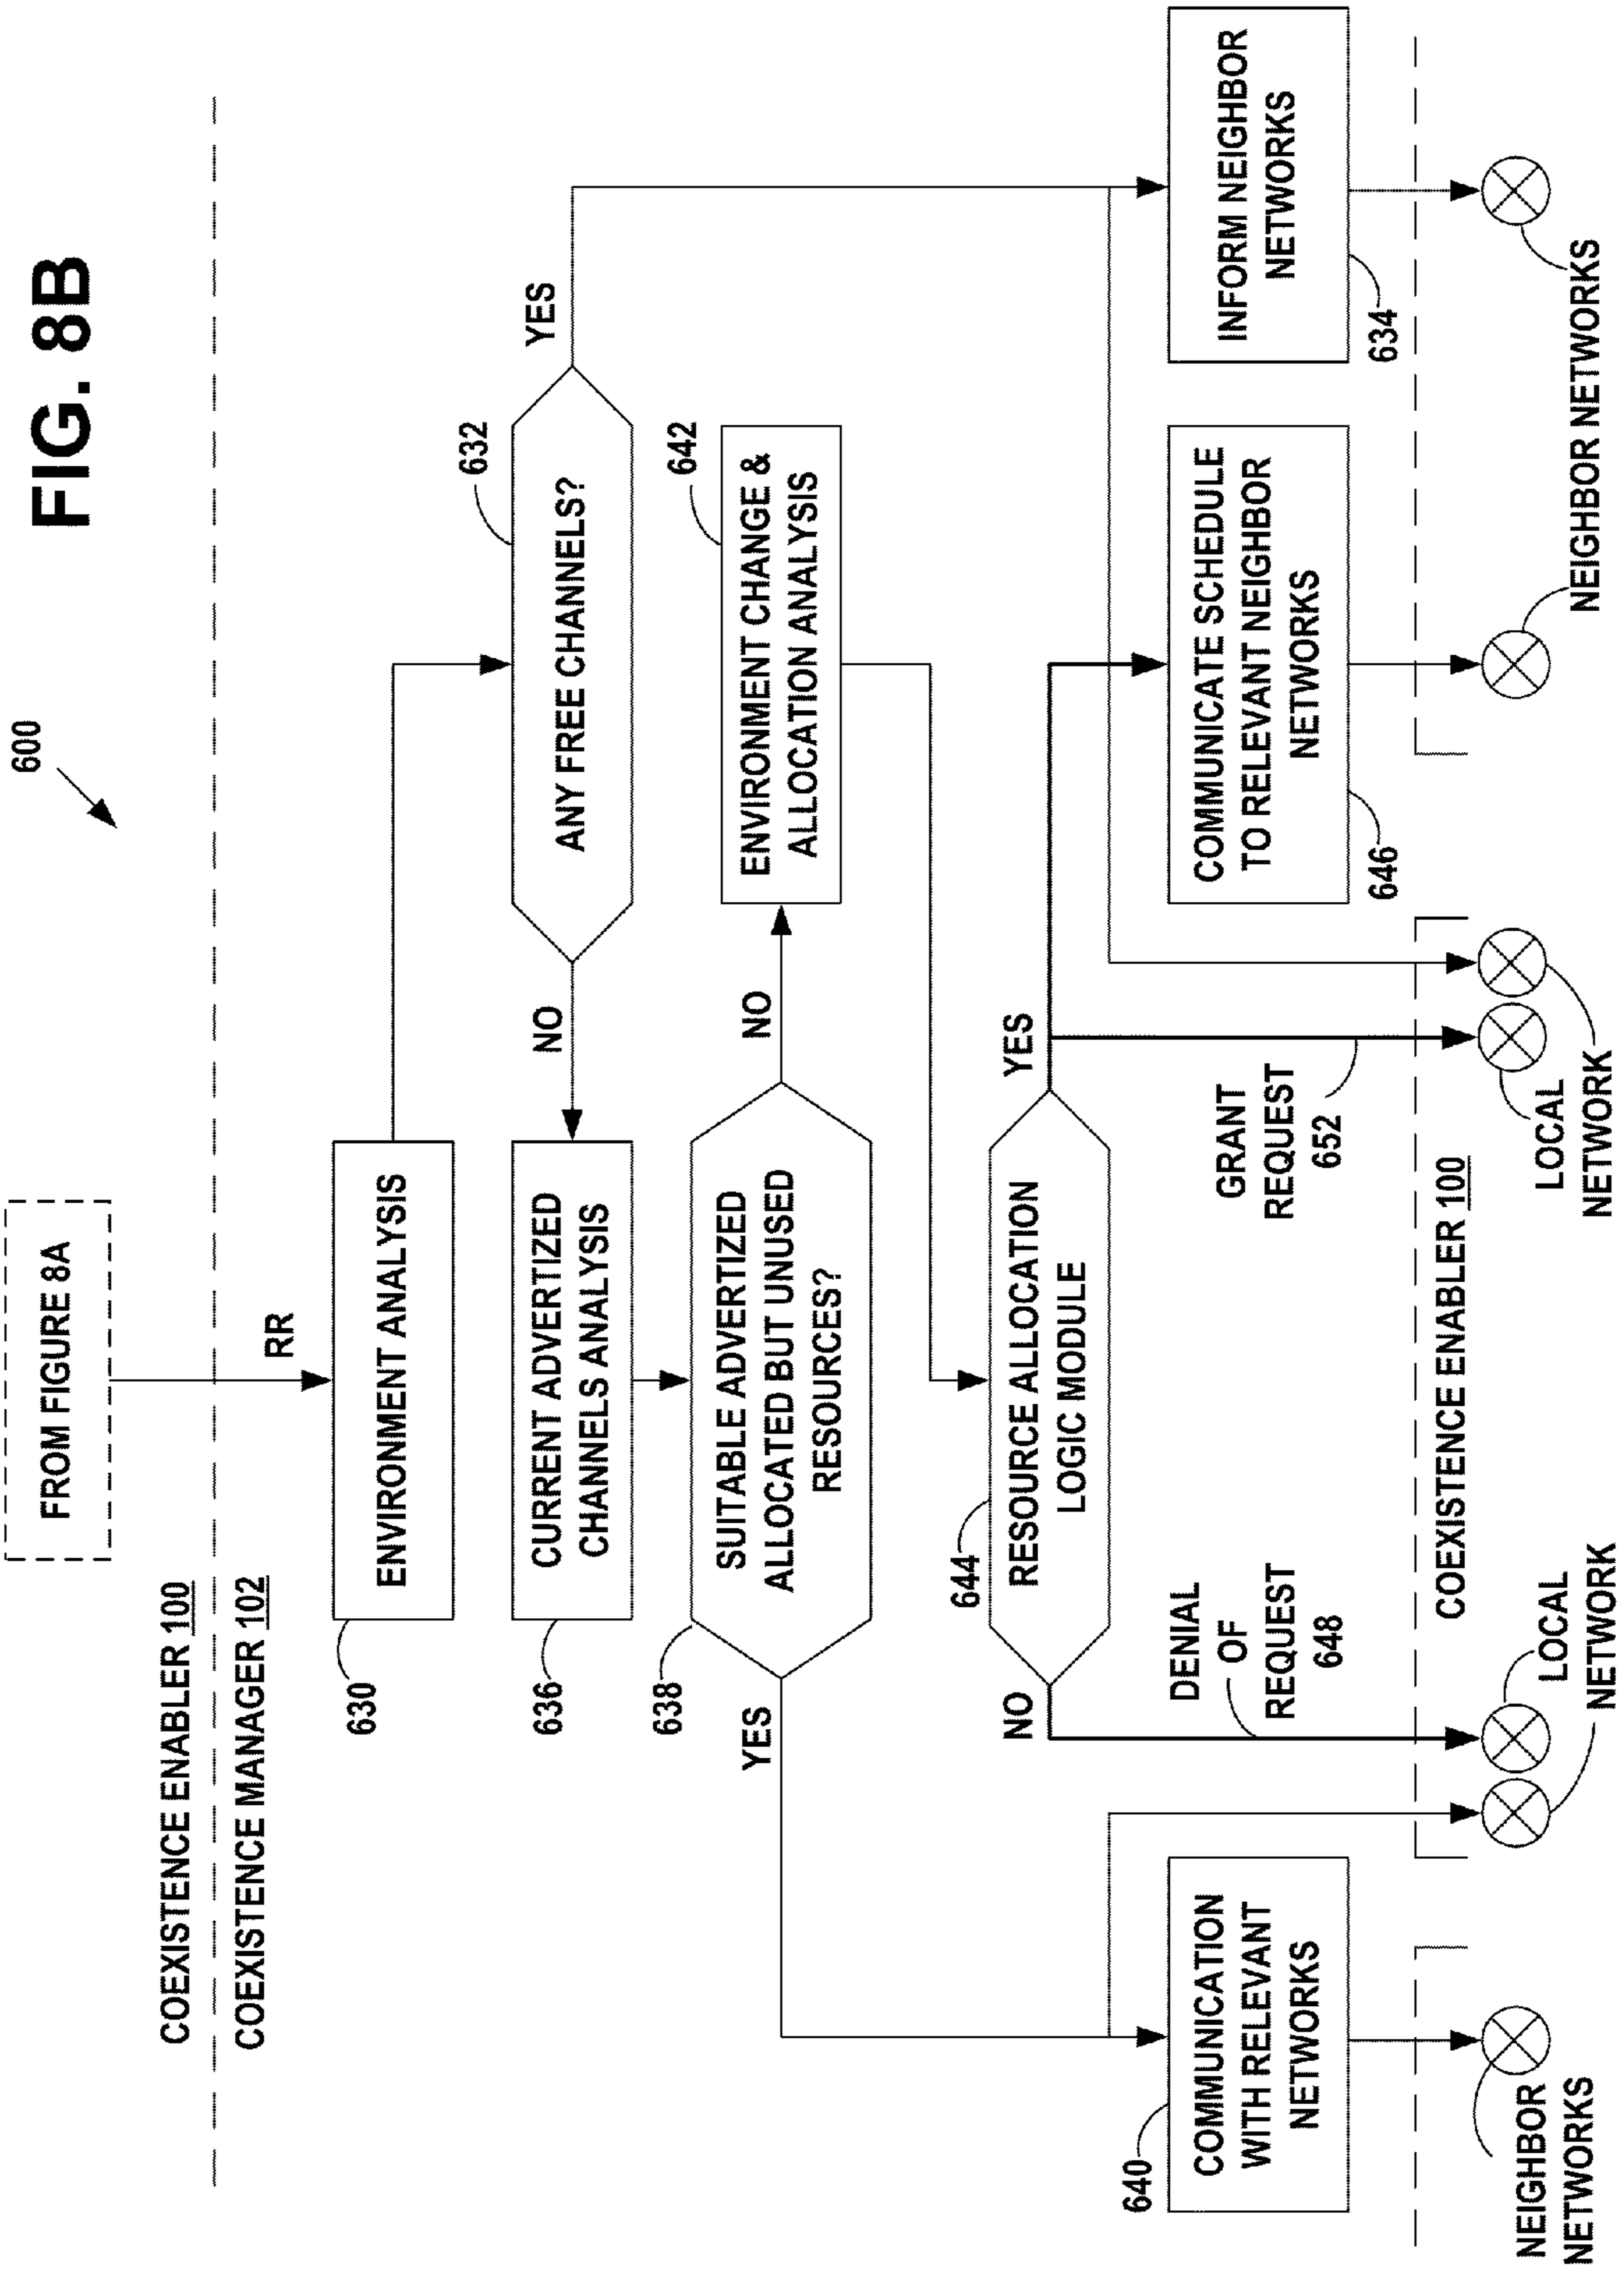 FIG. 8B
600
FROM FIGURE 8A
COEXISTENCE ENABLER 100
COEXISTENCE MANAGER 102
RR
630
ENVIRONMENT ANALYSIS
632
ANY FREE CHANNELS?
YES
NO
636
CURRENT ADVERTIZED
CHANNELS ANALYSIS
638
SUITABLE ADVERTIZED
ALLOCATED BUT UNUSED
RESOURCES?
YES
NO
642
ENVIRONMENT CHANGE &
ALLOCATION ANALYSIS
644
RESOURCE ALLOCATION
LOGIC MODULE
NO
YES
640
COMMUNICATION
WITH RELEVANT
NETWORKS
DENIAL
OF
REQUEST
648
GRANT
REQUEST
652
646
COMMUNICATE SCHEDULE
TO RELEVANT NEIGHBOR
NETWORKS
634
INFORM NEIGHBOR
NETWORKS
COEXISTENCE ENABLER 100
NEIGHBOR
NETWORKS
LOCAL
NETWORK
LOCAL
NETWORK
NEIGHBOR NETWORKS